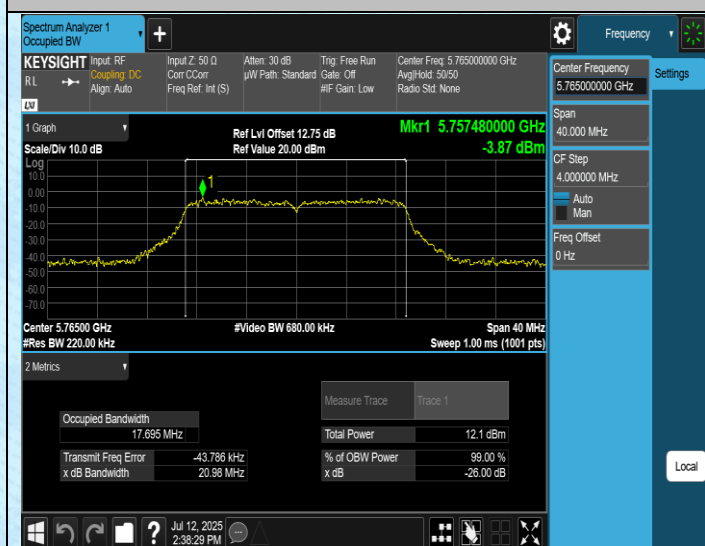 Spectrum Analyzer 1
Occupied BW
Frequency
KEYSIGHT
RL
LXI
Input: RF
Coupling: DC
Align: Auto
Input Z: 50 Ω
Corr CCorr
Freq Ref: Int (S)
Atten: 30 dB
µW Path: Standard
Trig: Free Run
Gate: Off
#IF Gain: Low
Center Freq: 5.765000000 GHz
Avg|Hold: 50/50
Radio Std: None
Center Frequency
5.765000000 GHz
Settings
Span
40.000 MHz
CF Step
4.000000 MHz
Auto
Man
Freq Offset
0 Hz
1 Graph
Scale/Div 10.0 dB
Ref Lvl Offset 12.75 dB
Ref Value 20.00 dBm
Mkr1 5.757480000 GHz
-3.87 dBm
Log
10.0
0.00
-10.0
-20.0
-30.0
-40.0
-50.0
-60.0
-70.0
1
Center 5.76500 GHz
#Res BW 220.00 kHz
#Video BW 680.00 kHz
Span 40 MHz
Sweep 1.00 ms (1001 pts)
2 Metrics
Measure Trace
Trace 1
Occupied Bandwidth
17.695 MHz
Total Power
12.1 dBm
Transmit Freq Error
-43.786 kHz
% of OBW Power
99.00 %
x dB Bandwidth
20.98 MHz
x dB
-26.00 dB
Local
Jul 12, 2025
2:38:29 PM